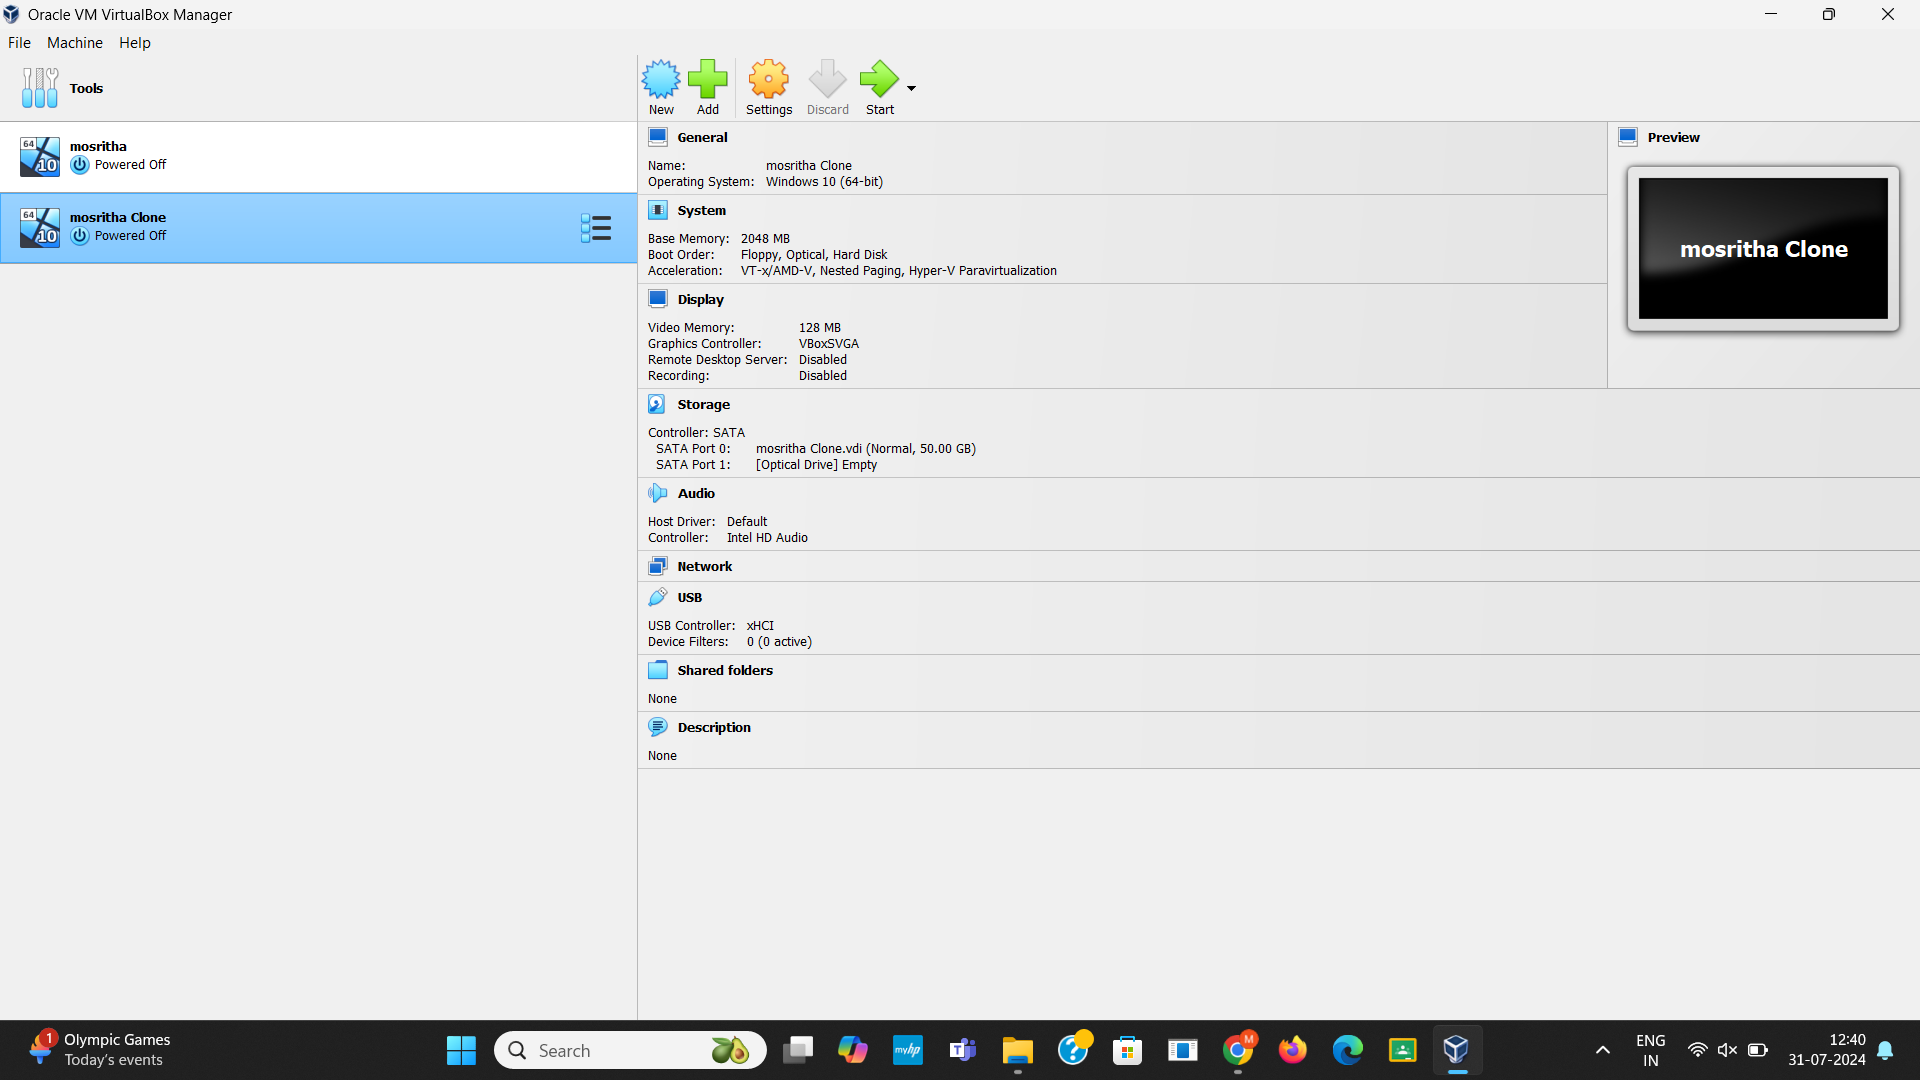 Oracle VM VirtualBox Manager
File Machine Help
Tools
New Add Settings Discard Start
64
10
mosritha
Powered Off
64
10
mosritha Clone
Powered Off
General
Name: mosritha Clone
Operating System: Windows 10 (64-bit)
System
Base Memory: 2048 MB
Boot Order: Floppy, Optical, Hard Disk
Acceleration: VT-x/AMD-V, Nested Paging, Hyper-V Paravirtualization
Display
Video Memory: 128 MB
Graphics Controller: VBoxSVGA
Remote Desktop Server: Disabled
Recording: Disabled
Preview
mosritha Clone
Storage
Controller: SATA
SATA Port 0: mosritha Clone.vdi (Normal, 50.00 GB)
SATA Port 1: [Optical Drive] Empty
Audio
Host Driver: Default
Controller: Intel HD Audio
Network
USB
USB Controller: xHCI
Device Filters: 0 (0 active)
Shared folders
None
Description
None
1
Olympic Games
Today's events
Search
myhp
T
M
ENG
IN
12:40
31-07-2024